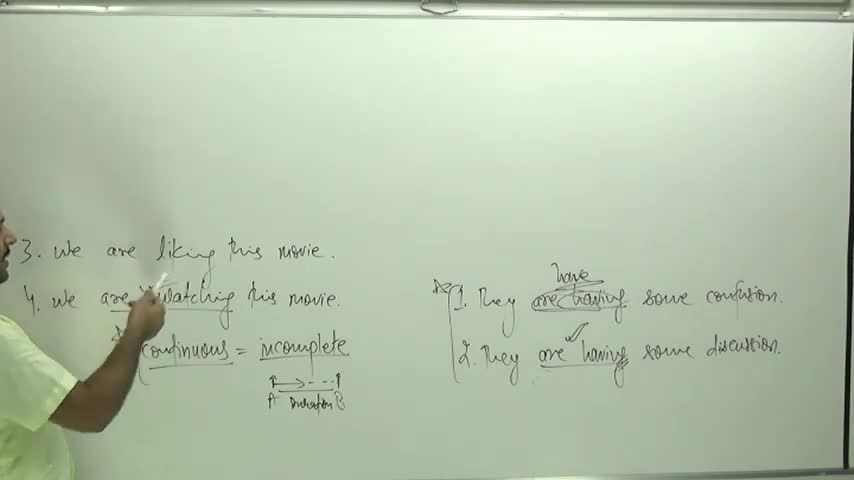 3. We are liking this movie.
4. We are watching this movie.
continuous = incomplete
A Duration B
have
1. They are having some confusion.
2. They are having some discussion.